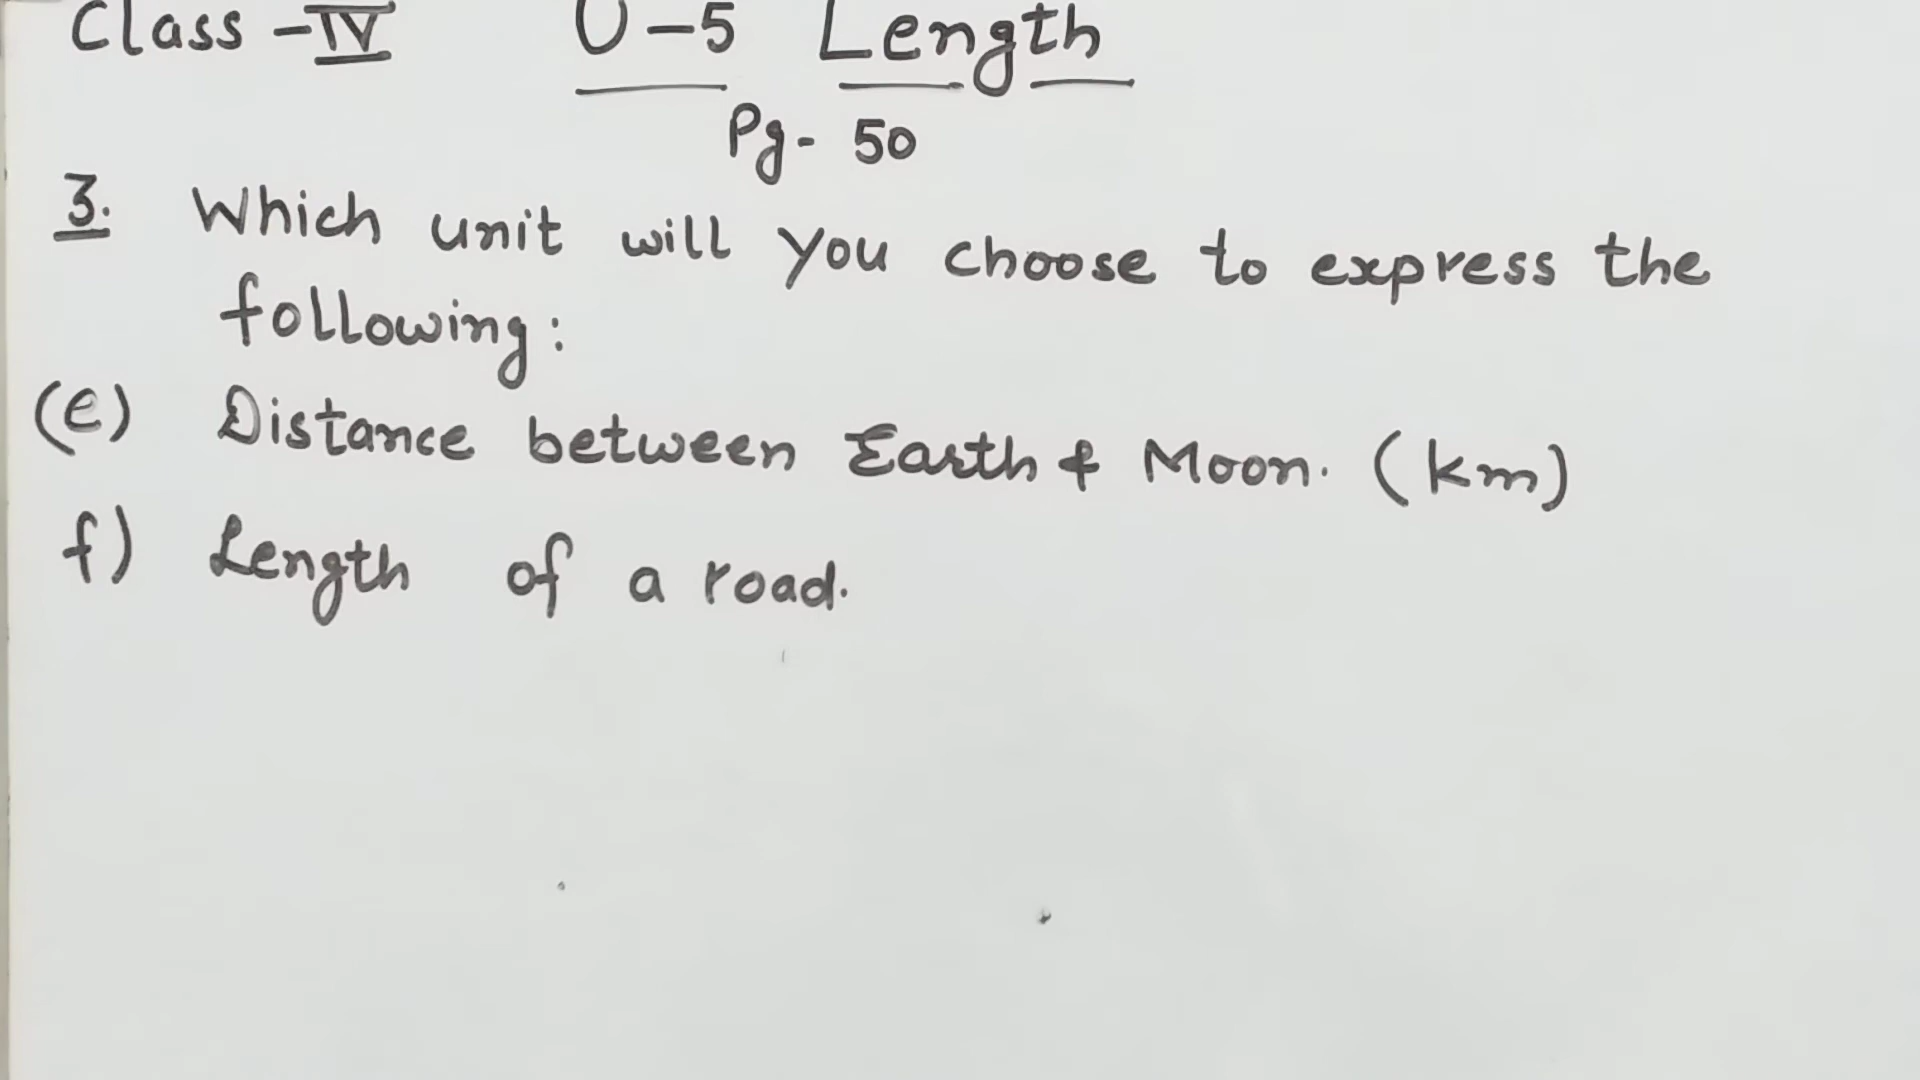 Class -IV U-5 Length
Pg- 50
3. Which unit will you choose to express the
following:
(e) Distance between Earth & Moon. (km)
f) Length of a road.